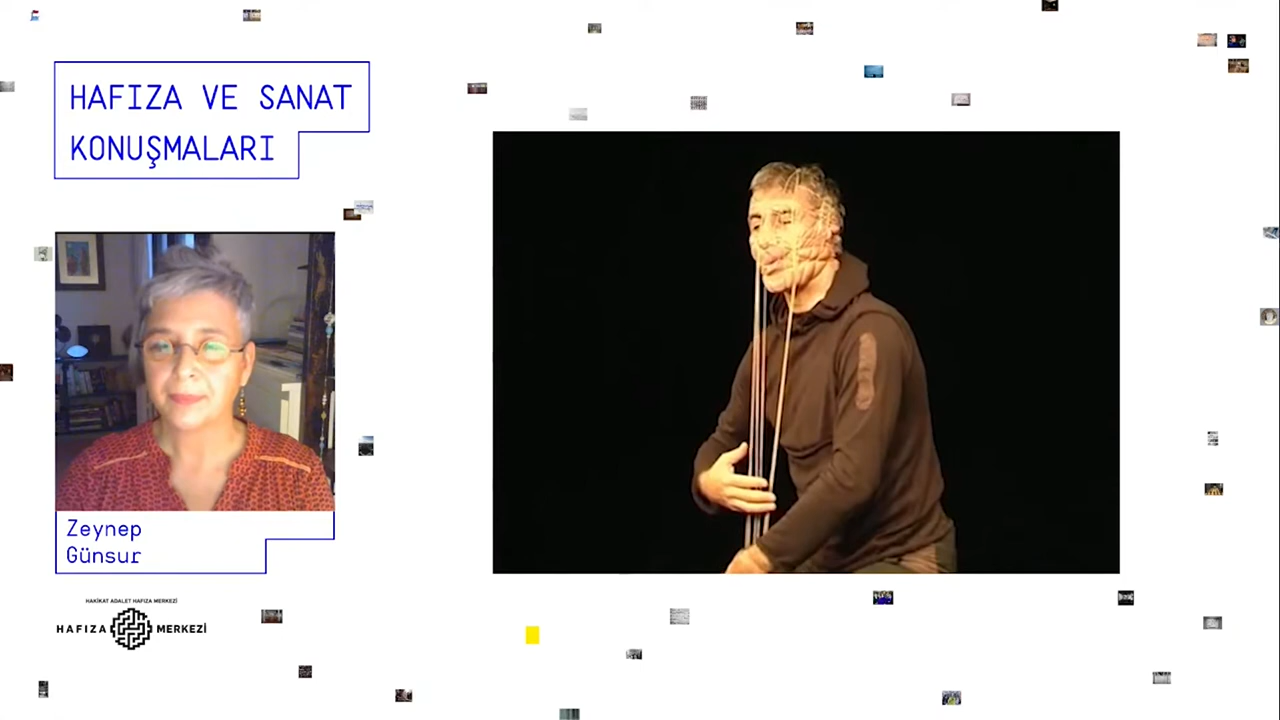 HAFIZA VE SANAT
KONUŞMALARI
Zeynep
Günsur
HAKİKAT ADALET HAFIZA MERKEZİ
HAFIZA MERKEZİ